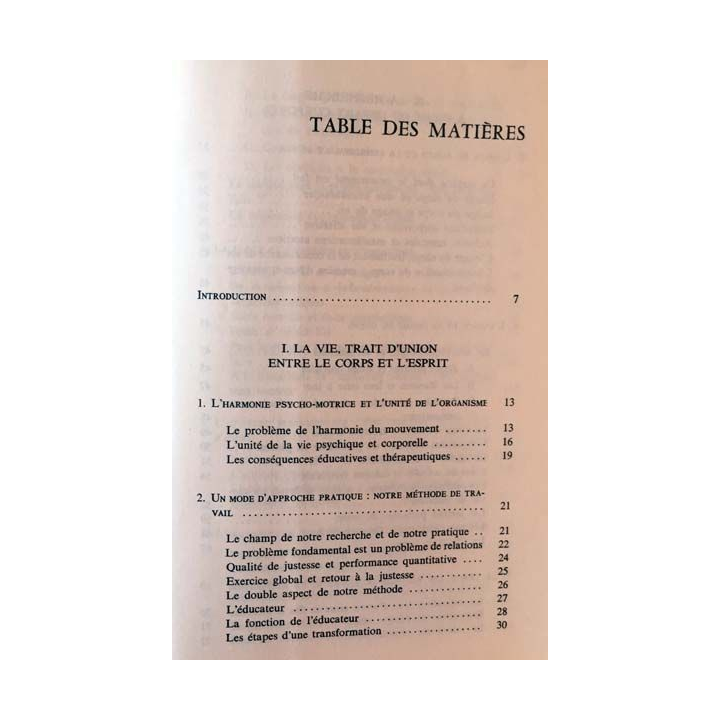 TABLE DES MATIÈRES
INTRODUCTION ...................................... 7
I. LA VIE, TRAIT D'UNION
ENTRE LE CORPS ET L'ESPRIT
1. L'HARMONIE PSYCHO-MOTRICE ET L'UNITÉ DE L'ORGANISME 13
Le problème de l'harmonie du mouvement ........ 13
L'unité de la vie psychique et corporelle .......... 16
Les conséquences éducatives et thérapeutiques ...... 19
2. UN MODE D'APPROCHE PRATIQUE : NOTRE MÉTHODE DE TRA-
VAIL .......................................... 21
Le champ de notre recherche et de notre pratique .. 21
Le problème fondamental est un problème de relations 22
Qualité de justesse et performance quantitative .... 24
Exercice global et retour à la justesse ............ 25
Le double aspect de notre méthode .............. 26
L'éducateur .................................. 27
La fonction de l'éducateur ...................... 28
Les étapes d'une transformation .................. 30